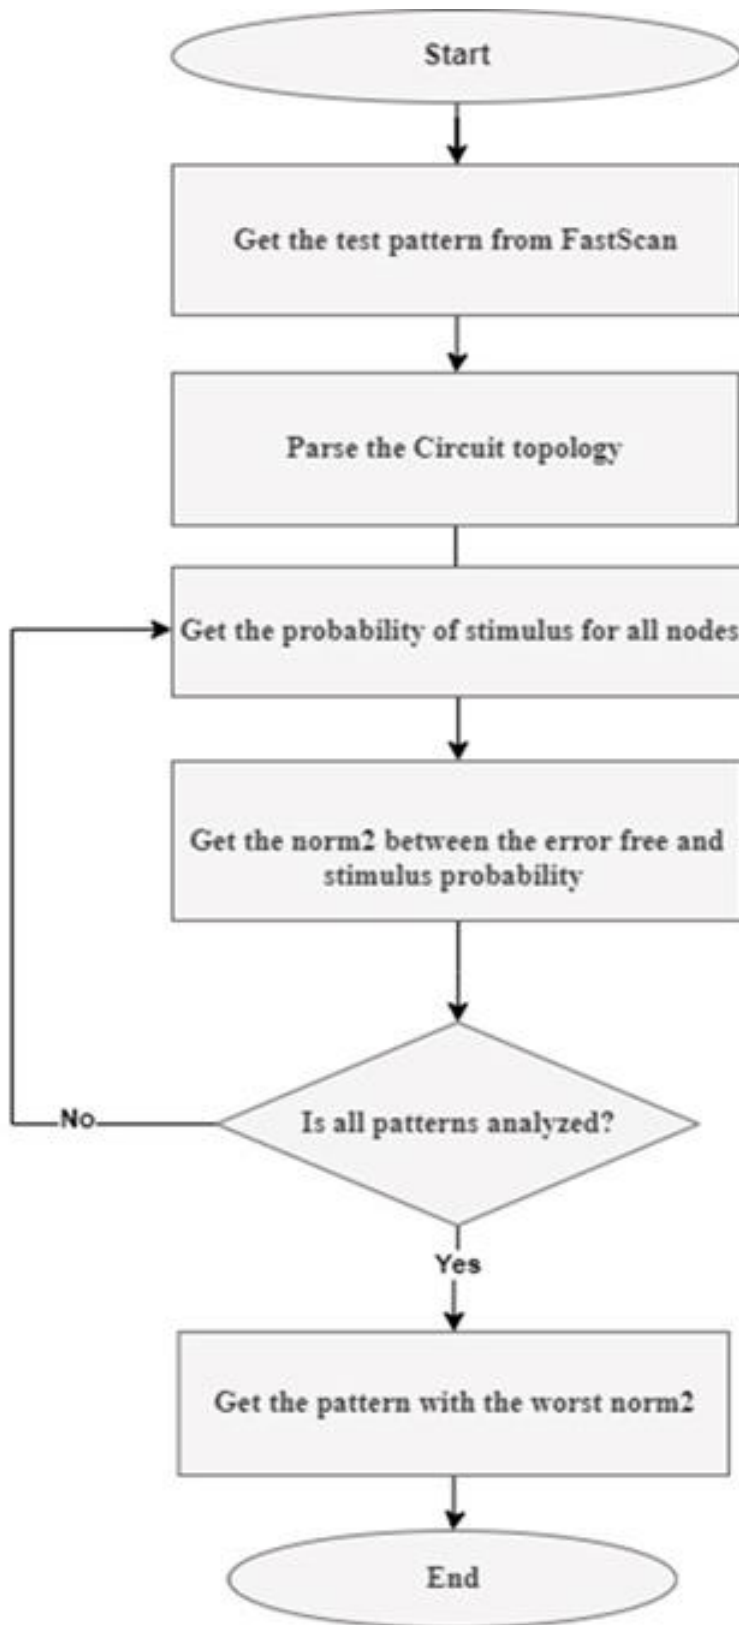 Start
Get the test pattern from FastScan
Parse the Circuit topology
Get the probability of stimulus for all nodes
Get the norm2 between the error free and
stimulus probability
Is all patterns analyzed?
No
Yes
Get the pattern with the worst norm2
End